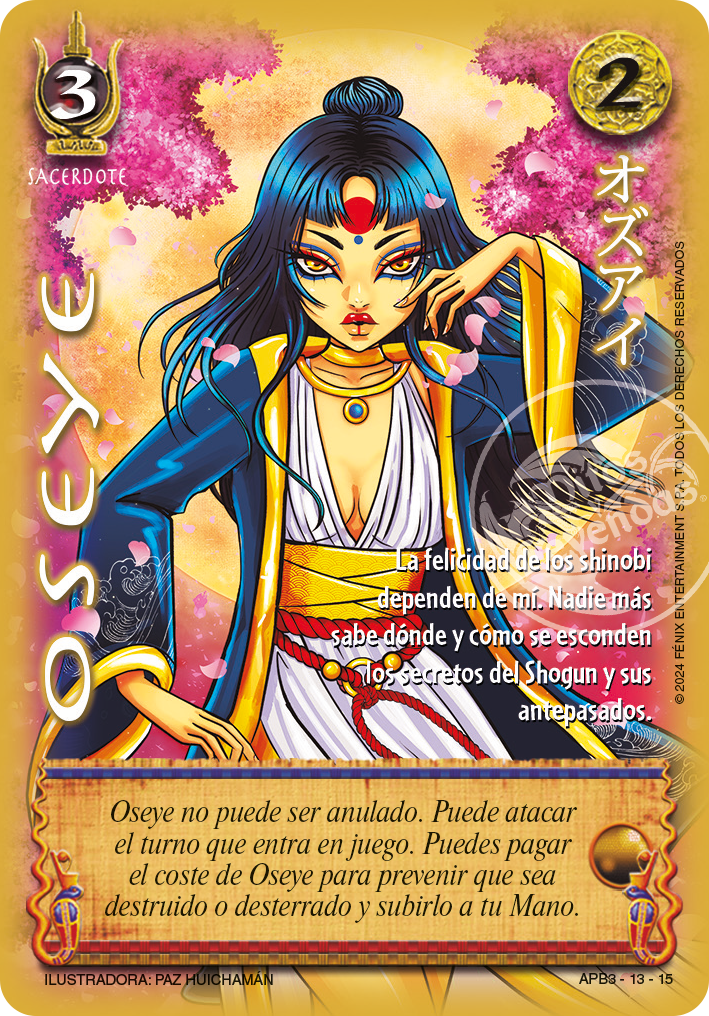 3
2
SACERDOTE
オズアイ
OSEYE
La felicidad de los shinobi
dependen de mí. Nadie más
sabe dónde y cómo se esconden
los secretos del Shogun y sus
antepasados.
© 2024 FÉNIX ENTERTAINMENT S.P.A. TODOS LOS DERECHOS RESERVADOS
Oseye no puede ser anulado. Puede atacar
el turno que entra en juego. Puedes pagar
el coste de Oseye para prevenir que sea
destruido o desterrado y subirlo a tu Mano.
ILUSTRADORA: PAZ HUICHAMÁN
APB3 - 13 - 15